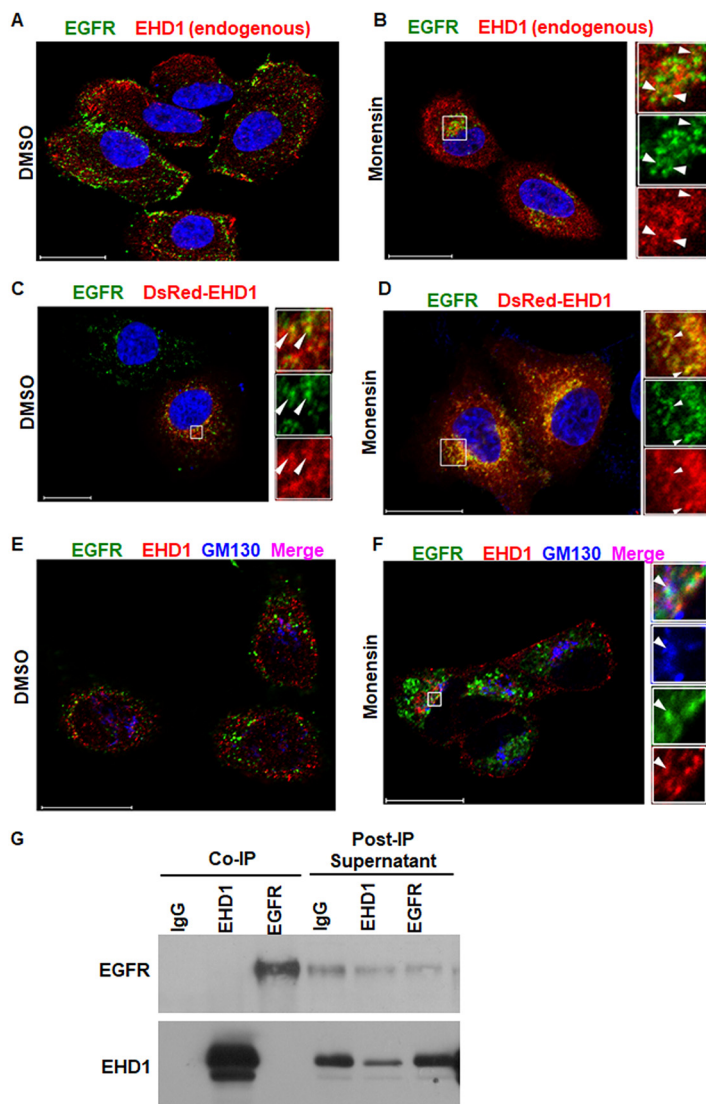 A
EGFR EHD1 (endogenous)
DMSO
B
EGFR EHD1 (endogenous)
Monensin
C
EGFR DsRed-EHD1
DMSO
D
EGFR DsRed-EHD1
Monensin
E
EGFR EHD1 GM130 Merge
DMSO
F
EGFR EHD1 GM130 Merge
Monensin
G
Co-IP
Post-IP
Supernatant
IgG EHD1 EGFR IgG EHD1 EGFR
EGFR
EHD1